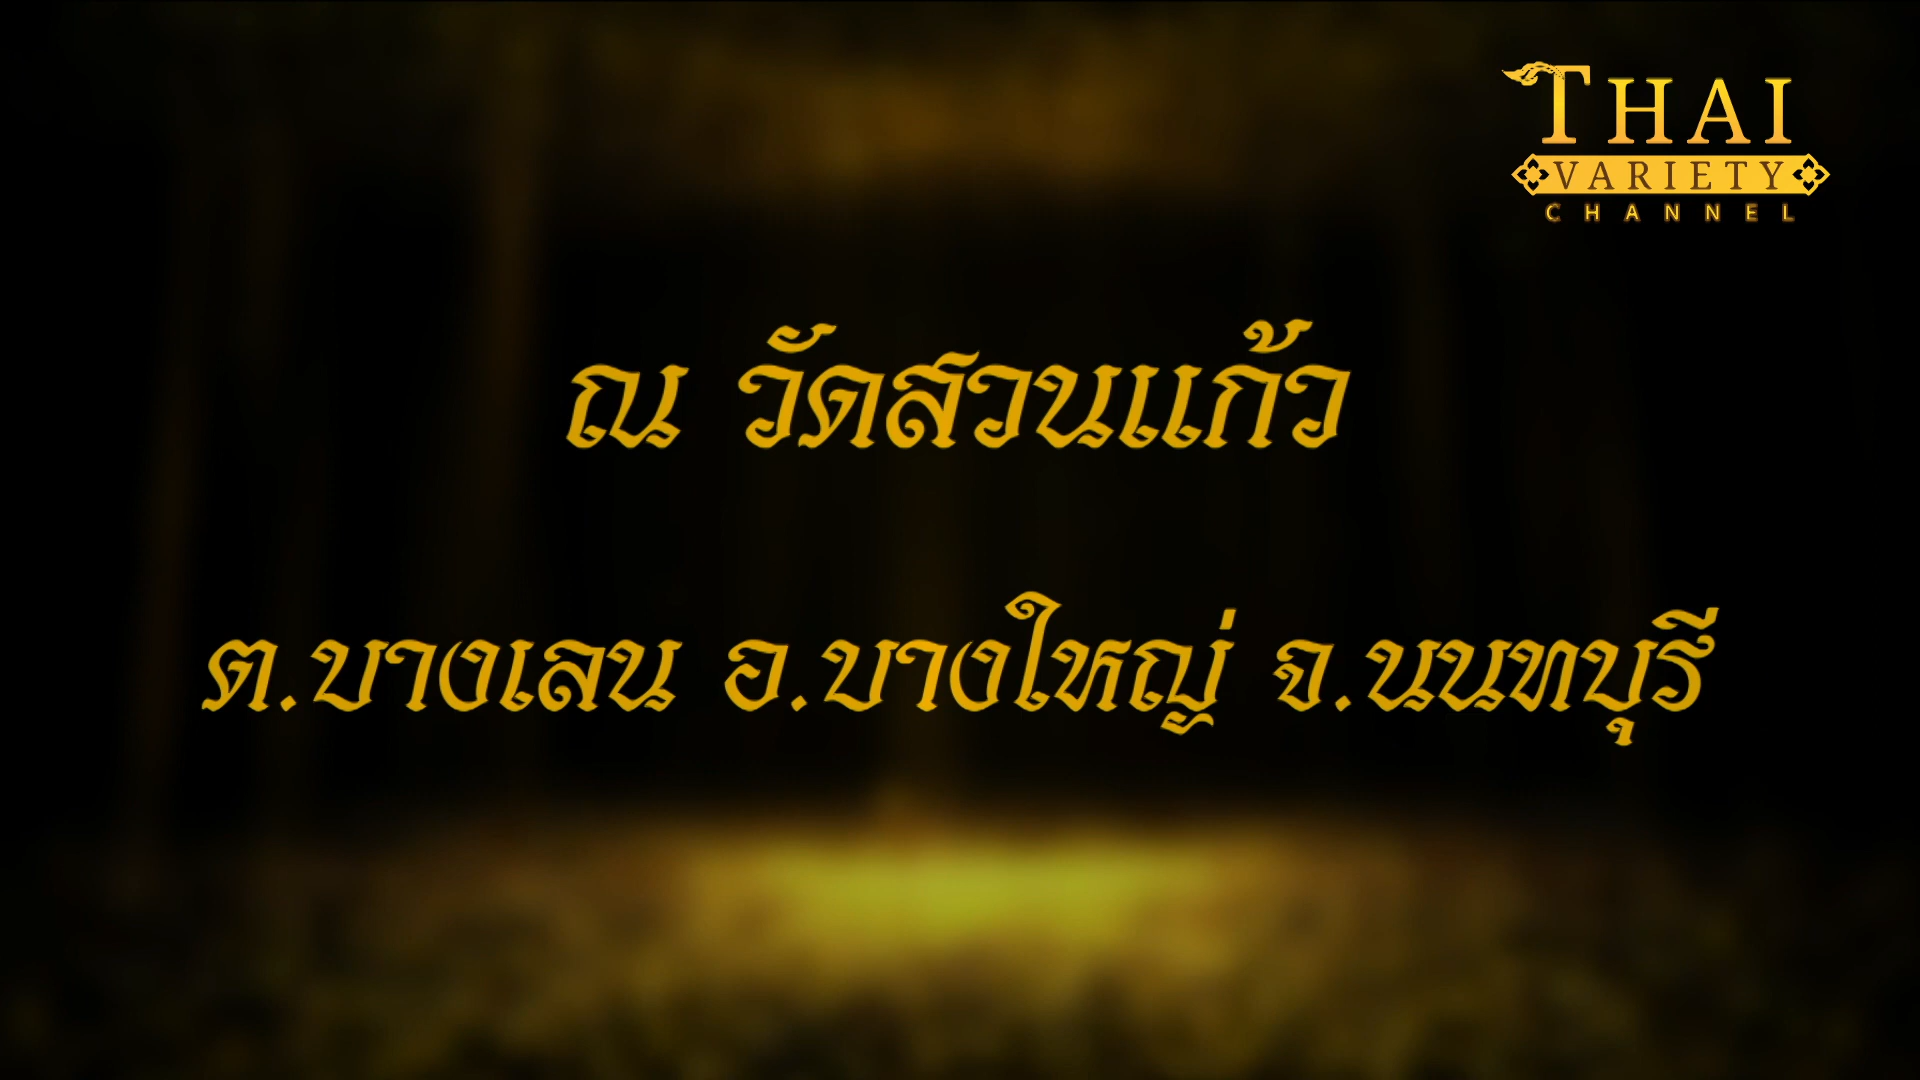 THAI
VARIETY
CHANNEL
ณ วัดสวนแก้ว
ต.บางเลน อ.บางใหญ่ จ.นนทบุรี